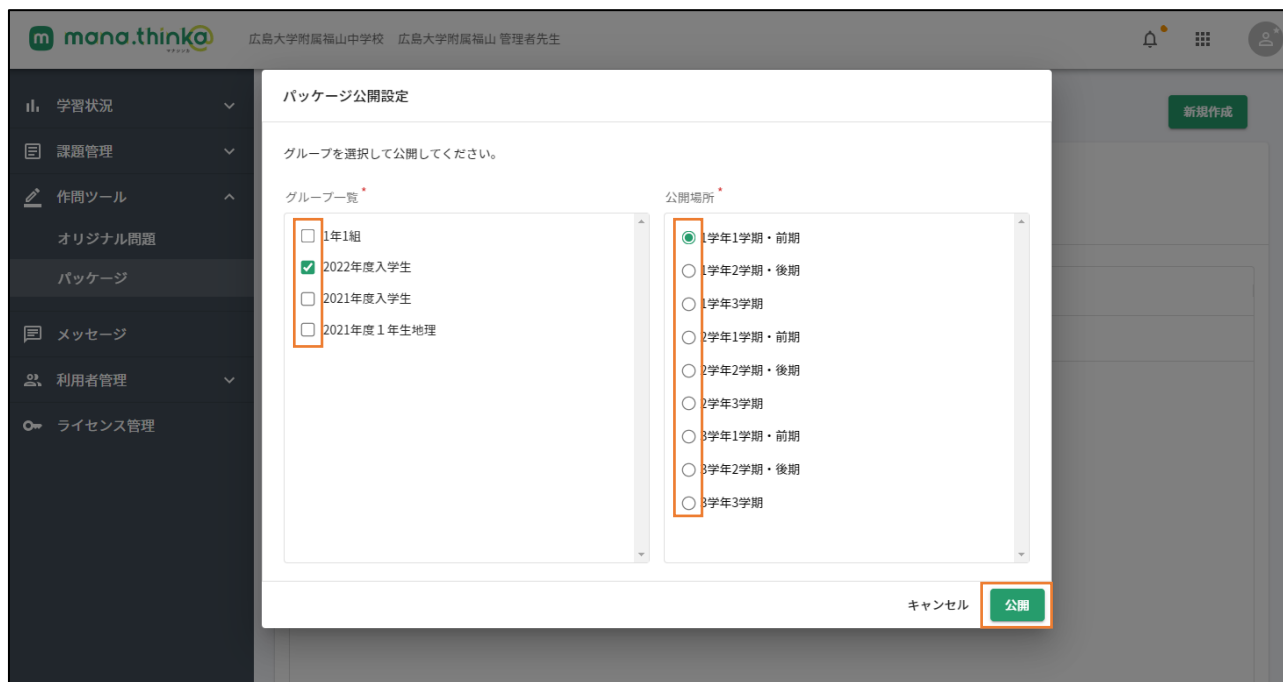 m mana.think@
マナシンカ
広島大学附属福山中学校 広島大学附属福山 管理者先生
学習状況
課題管理
作問ツール
オリジナル問題
パッケージ
メッセージ
利用者管理
ライセンス管理
新規作成
パッケージ公開設定
グループを選択して公開してください。
グループ一覧*
1年1組
2022年度入学生
2021年度入学生
2021年度１年生地理
公開場所*
1学年1学期・前期
1学年2学期・後期
1学年3学期
2学年1学期・前期
2学年2学期・後期
2学年3学期
3学年1学期・前期
3学年2学期・後期
3学年3学期
キャンセル
公開